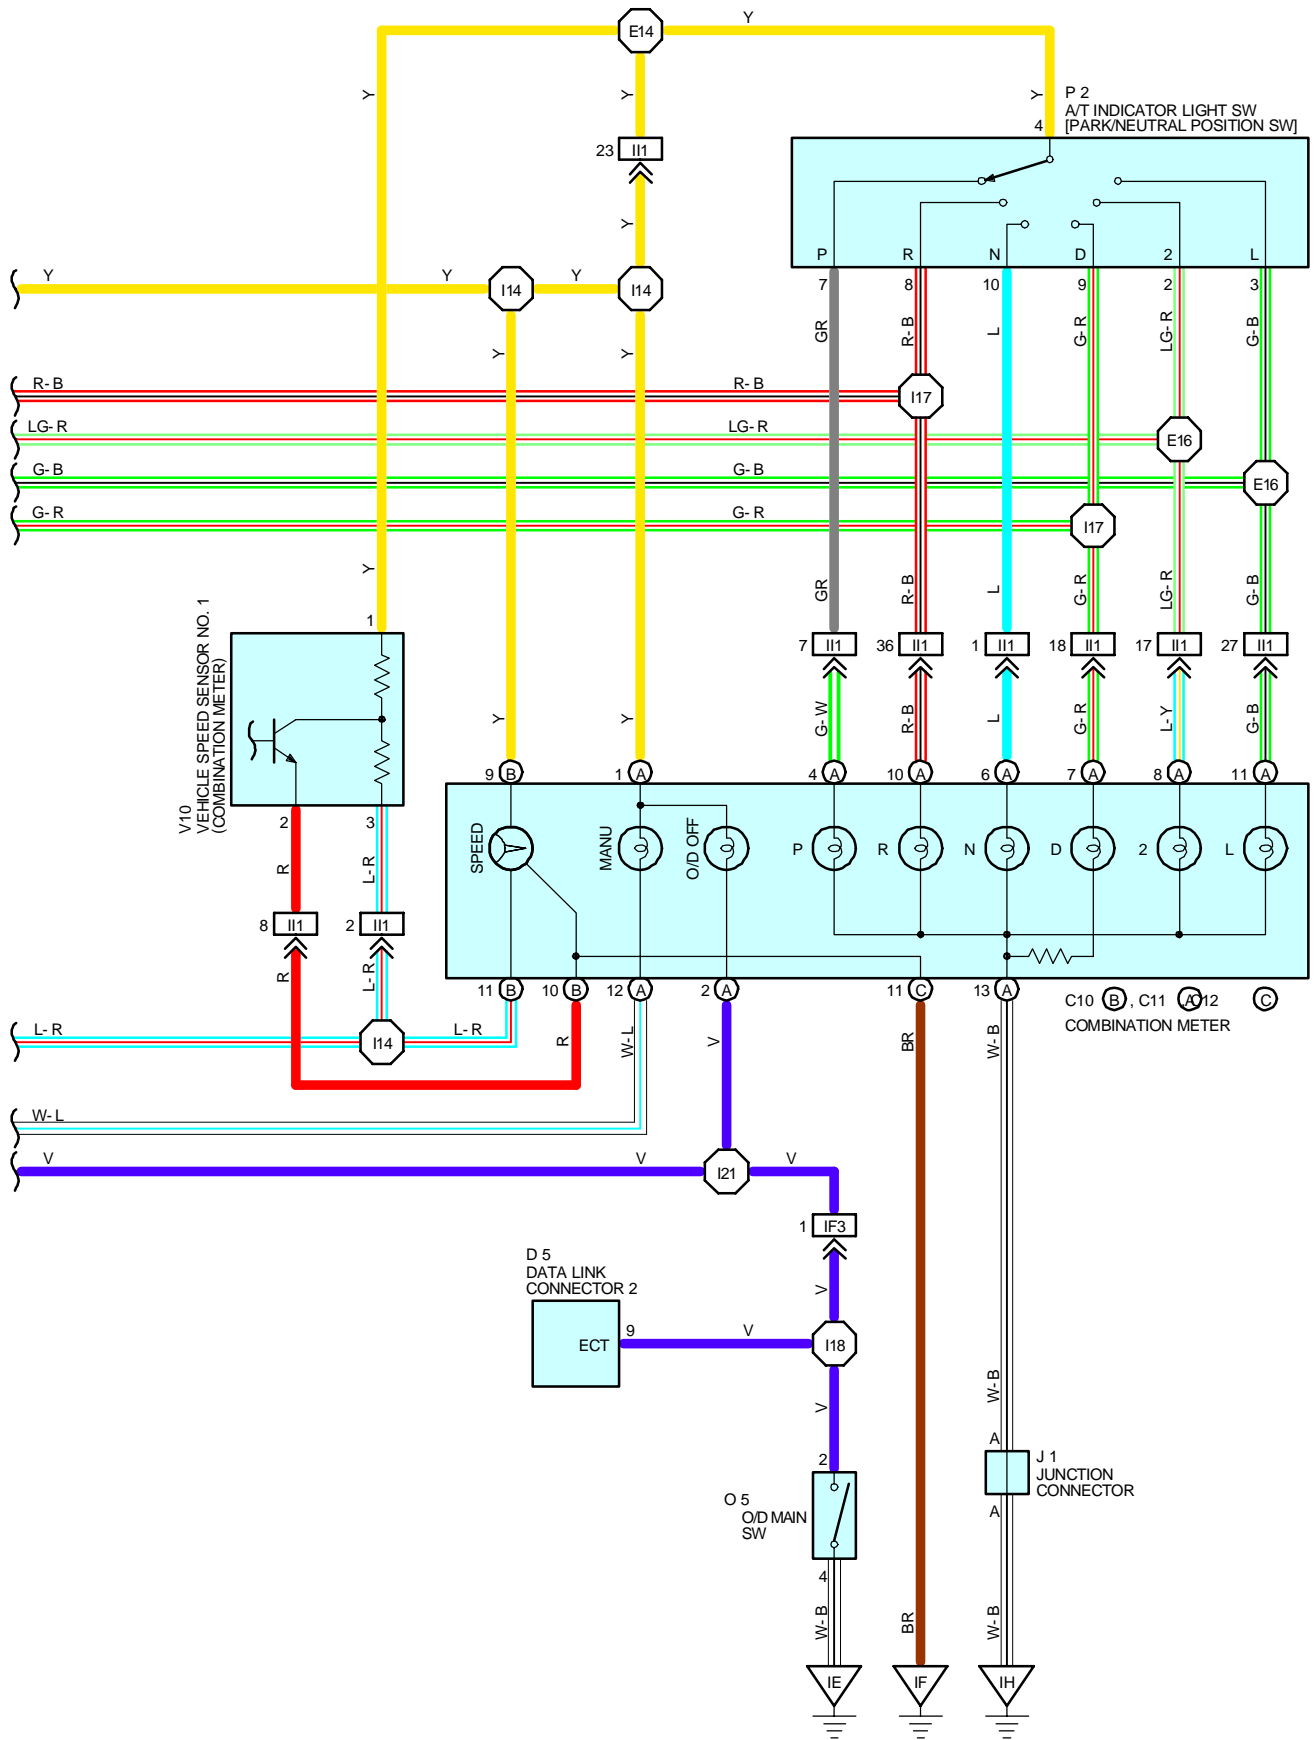 Y
E14
Y
Y
Y
P 2
A/T INDICATOR LIGHT SW
[PARK/NEUTRAL POSITION SW]
4
23 II1
Y
P R N D 2 L
Y Y I14 Y I14
7 8 10 9 2 3
GR R-B L G-R LG-R G-B
Y Y
R-B R-B I17
LG-R LG-R E16
G-B G-B E16
G-R G-R I17
Y
GR R-B L G-R LG-R G-B
1
V10
VEHICLE SPEED SENSOR NO. 1
(COMBINATION METER)
7 II1 36 II1 1 II1 18 II1 17 II1 27 II1
Y Y G-W R-B L G-R L-Y G-B
9 B 1 A 4 A 10 A 6 A 7 A 8 A 11 A
2 3
SPEED MANU O/D OFF P R N D 2 L
R L-R
8 II1 2 II1
R L-R
11 B 10 B 12 A 2 A 11 C 13 A
C10 B , C11 A C12 C
COMBINATION METER
L-R I14 L-R
R W-L V BR W-B
W-L
V V I21 V
1 IF3
D 5
DATA LINK
CONNECTOR 2
V
ECT 9 V I18
V W-B
A
2
J 1
JUNCTION
CONNECTOR
O 5
O/D MAIN
SW
A
4
W-B BR W-B
IE IF IH